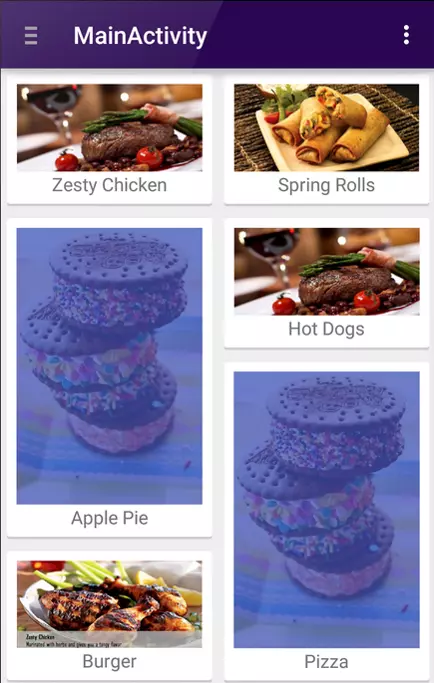 MainActivity
Zesty Chicken
Spring Rolls
Hot Dogs
Apple Pie
Zesty Chicken
Marinated with herbs and gives you a tangy flavor
Burger
Pizza